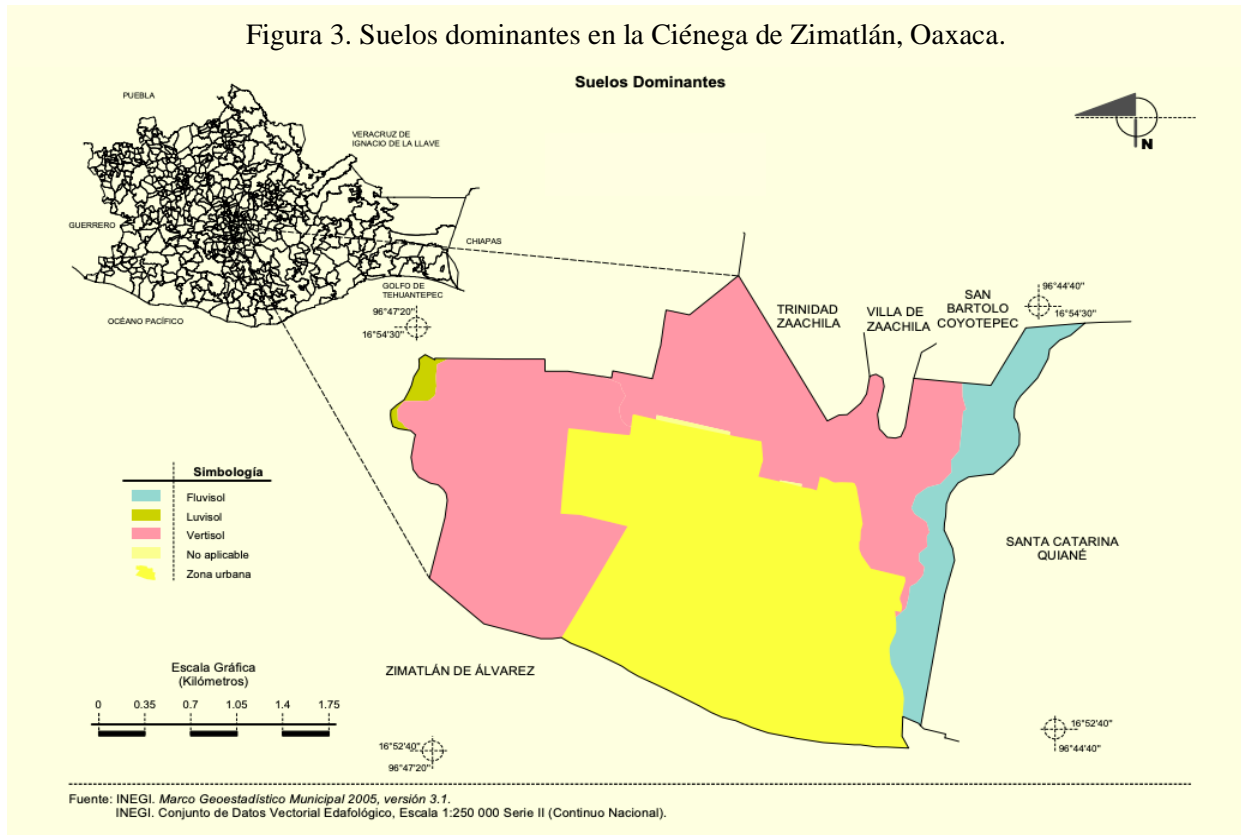 Figura 3. Suelos dominantes en la Ciénega de Zimatlán, Oaxaca.
Suelos Dominantes
PUEBLA
VERACRUZ DE
IGNACIO DE LA LLAVE
N
GUERRERO
CHIAPAS
GOLFO DE
TEHUANTEPEC
OCÉANO PACÍFICO
96°47'20"
16°54'30"
TRINIDAD
ZAACHILA
VILLA DE
ZAACHILA
SAN
BARTOLO
COYOTEPEC
96°44'40"
16°54'30"
Simbología
Fluvisol
Luvisol
Vertisol
No aplicable
Zona urbana
SANTA CATARINA
QUIANÉ
ZIMATLÁN DE ÁLVAREZ
Escala Gráfica
(Kilómetros)
0 0.35 0.7 1.05 1.4 1.75
16°52'40"
96°47'20"
16°52'40"
96°44'40"
Fuente: INEGI. Marco Geoestadístico Municipal 2005, versión 3.1.
INEGI. Conjunto de Datos Vectorial Edafológico, Escala 1:250 000 Serie II (Continuo Nacional).